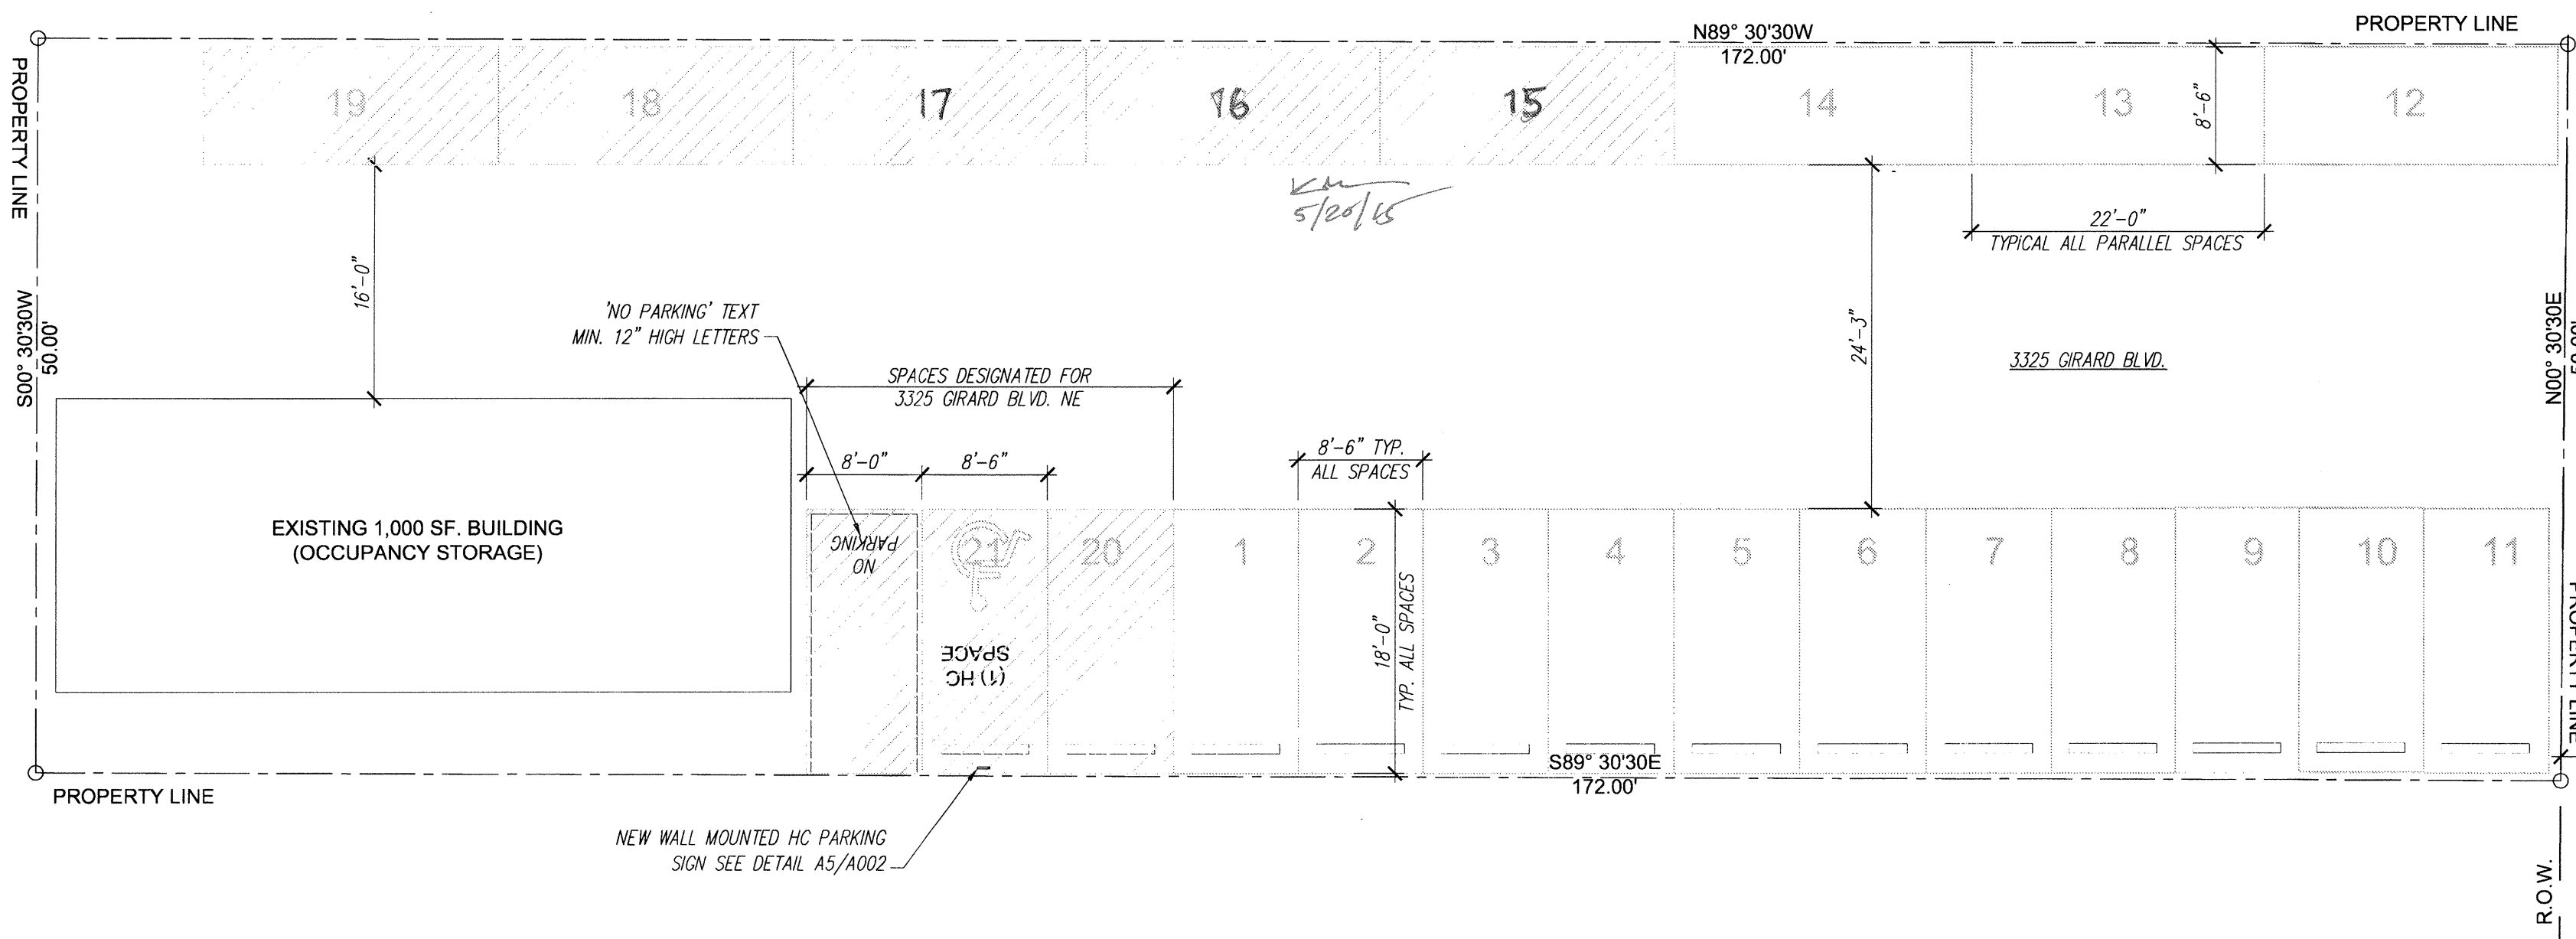 N89° 30'30W
172.00'
PROPERTY LINE
PROPERTY LINE
19
18
17
16
15
14
13
12
8'-6"
5/20/15
22'-0"
TYPICAL ALL PARALLEL SPACES
16'-0"
S00° 30'30W
50.00'
'NO PARKING' TEXT
MIN. 12" HIGH LETTERS
SPACES DESIGNATED FOR
3325 GIRARD BLVD. NE
24'-3"
3325 GIRARD BLVD.
N00° 30'30E
50.00'
8'-0"
8'-6"
8'-6" TYP.
ALL SPACES
EXISTING 1,000 SF. BUILDING
(OCCUPANCY STORAGE)
NO
PARKING
21
20
1
2
3
4
5
6
7
8
9
10
11
(1) HC
SPACE
18'-0"
TYP. ALL SPACES
PROPERTY LINE
S89° 30'30E
172.00'
PROPERTY LINE
NEW WALL MOUNTED HC PARKING
SIGN SEE DETAIL A5/A002
R.O.W.